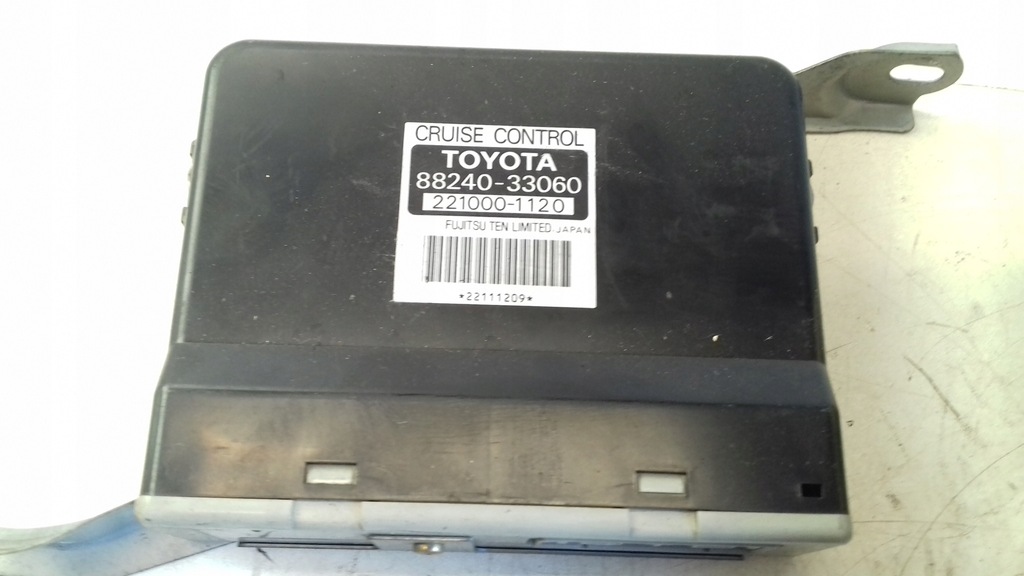 CRUISE CONTROL
TOYOTA
88240-33060
221000-1120
FUJITSU TEN LIMITED. JAPAN
*22111209*